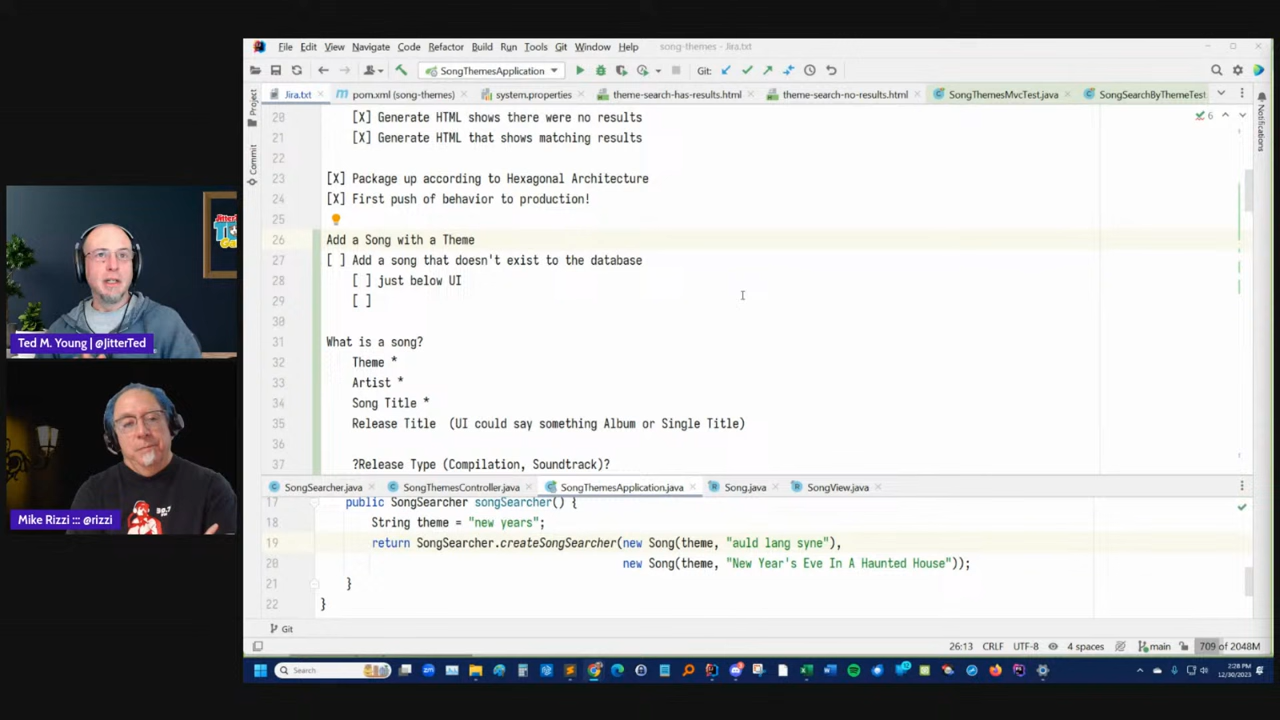 File Edit View Navigate Code Refactor Build Run Tools Git Window Help song-themes - Jira.txt
SongThemesApplication Git:
Jira.txt pom.xml (song-themes) system.properties theme-search-has-results.html theme-search-no-results.html SongThemesMvcTest.java SongSearchByThemeTest
Project
Commit
Notifications
6
20 [X] Generate HTML shows there were no results
21 [X] Generate HTML that shows matching results
22
23 [X] Package up according to Hexagonal Architecture
24 [X] First push of behavior to production!
25
26 Add a Song with a Theme
27 [ ] Add a song that doesn't exist to the database
28 [ ] just below UI
29 [ ]
30
31 What is a song?
32 Theme *
33 Artist *
34 Song Title *
35 Release Title (UI could say something Album or Single Title)
36
37 ?Release Type (Compilation, Soundtrack)?
SongSearcher.java SongThemesController.java SongThemesApplication.java Song.java SongView.java
17 public SongSearcher songSearcher() {
18 String theme = "new years";
19 return SongSearcher.createSongSearcher(new Song(theme, "auld lang syne"),
20 new Song(theme, "New Year's Eve In A Haunted House"));
21 }
22 }
Git
26:13 CRLF UTF-8 4 spaces main 709 of 2048M
Search
2:28 PM
12/30/2023
Ted M. Young | @JitterTed
Mike Rizzi ::: @rizzi